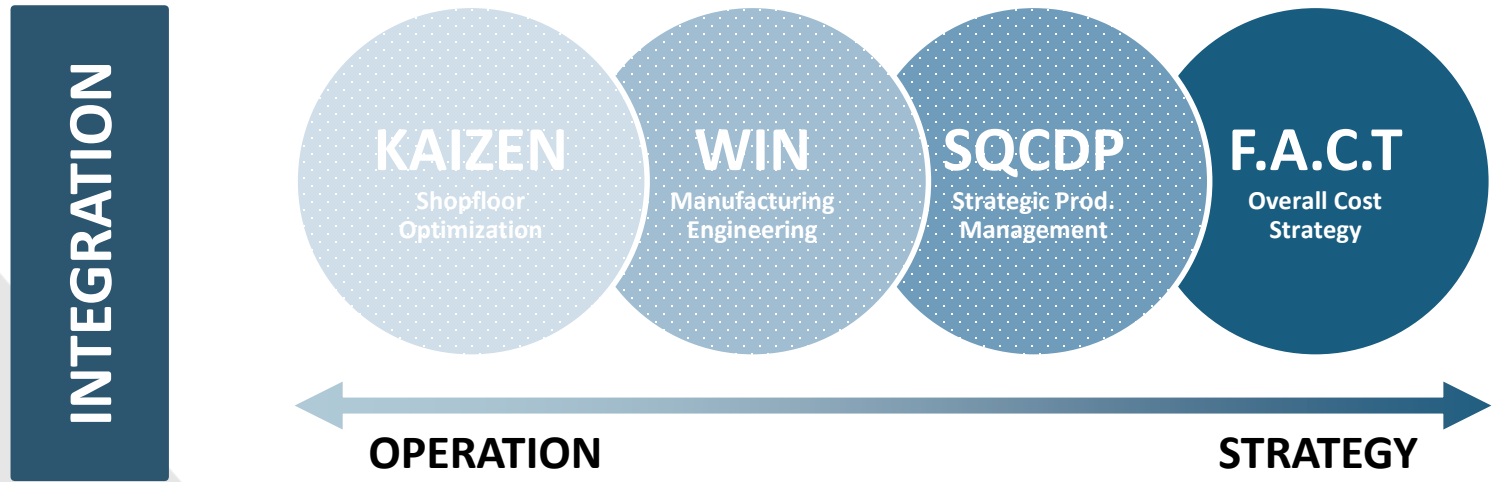 INTEGRATION
KAIZEN
Shopfloor
Optimization
WIN
Manufacturing
Engineering
SQCDP
Strategic Prod.
Management
F.A.C.T
Overall Cost
Strategy
OPERATION
STRATEGY